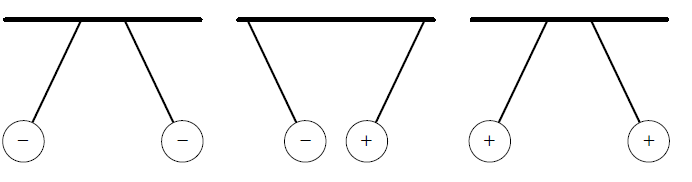 − − − + + +